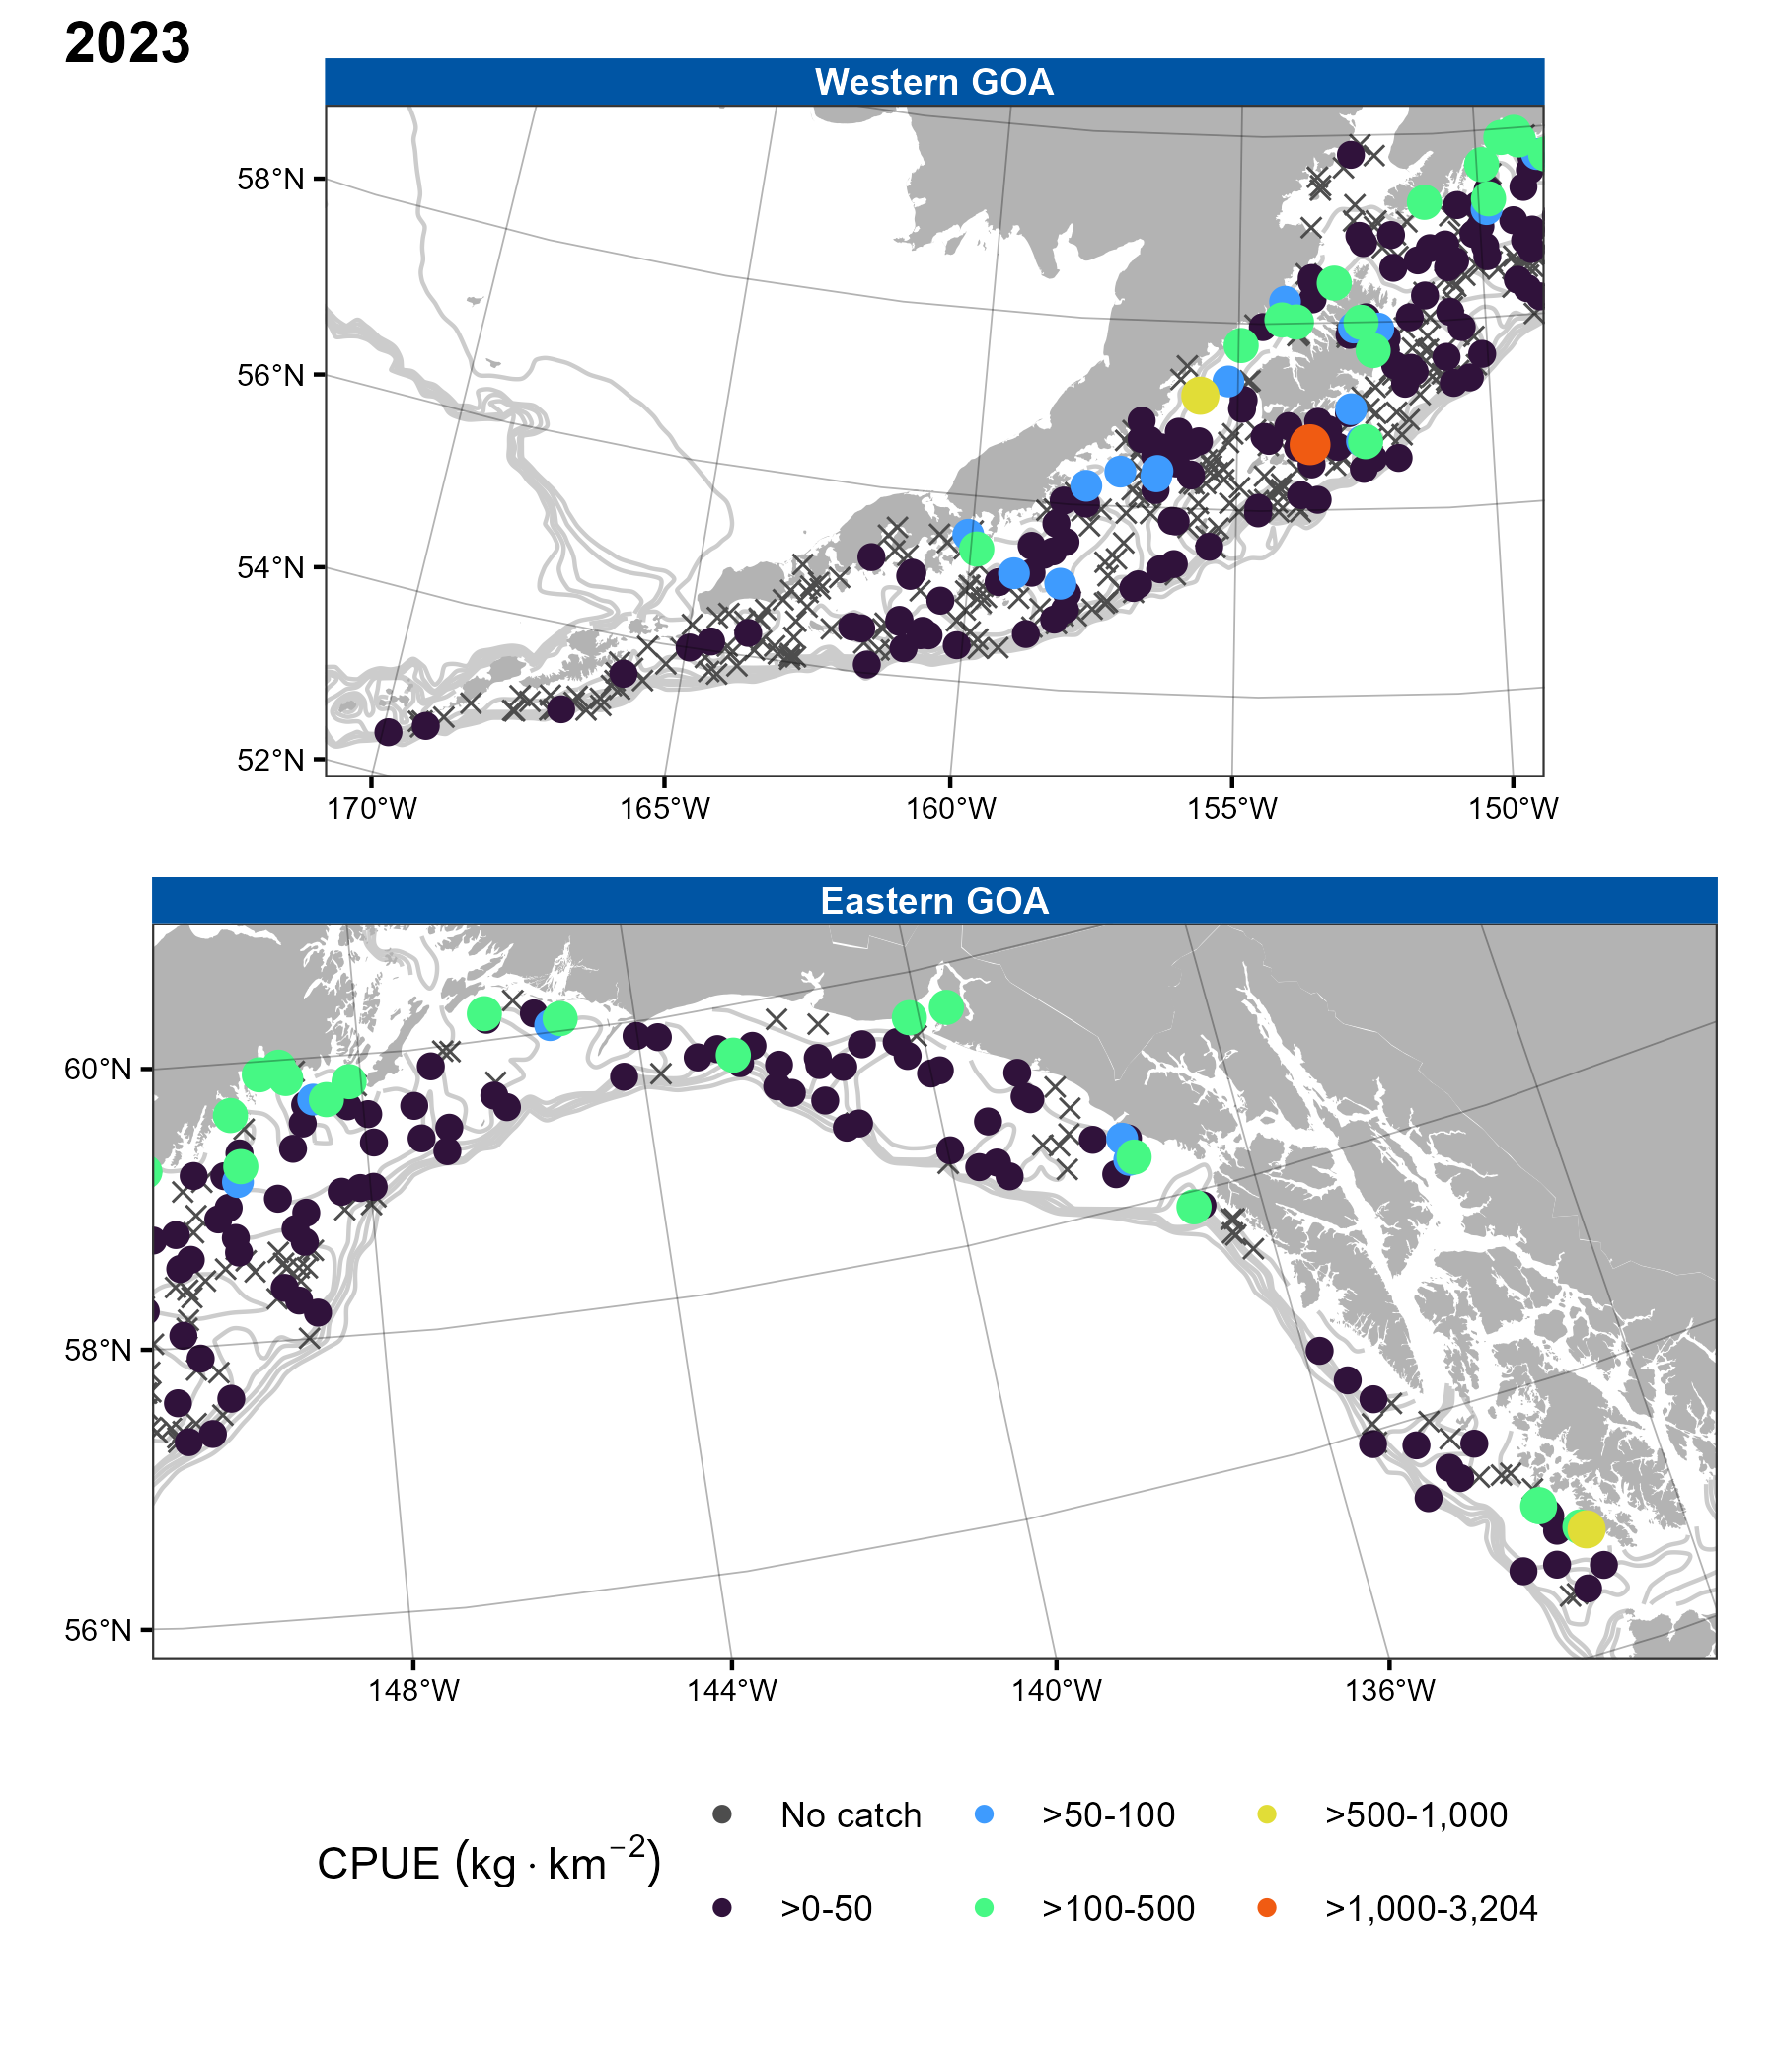 2023
Western GOA
58°N
56°N
54°N
52°N
170°W 165°W 160°W 155°W 150°W
Eastern GOA
60°N
58°N
56°N
148°W 144°W 140°W 136°W
CPUE (kg · km⁻²)
No catch >50-100 >500-1,000
>0-50 >100-500 >1,000-3,204